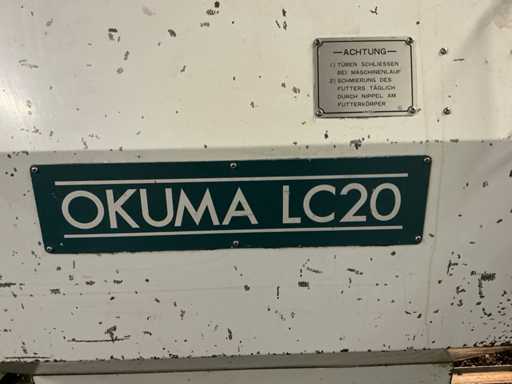 —ACHTUNG—
1) TÜREN SCHLIESSEN
BEI MASCHINENLAUF
2) SCHMIERUNG DES
FUTTERS TÄGLICH
DURCH NIPPEL AM
FUTTERKÖRPER
OKUMA LC20